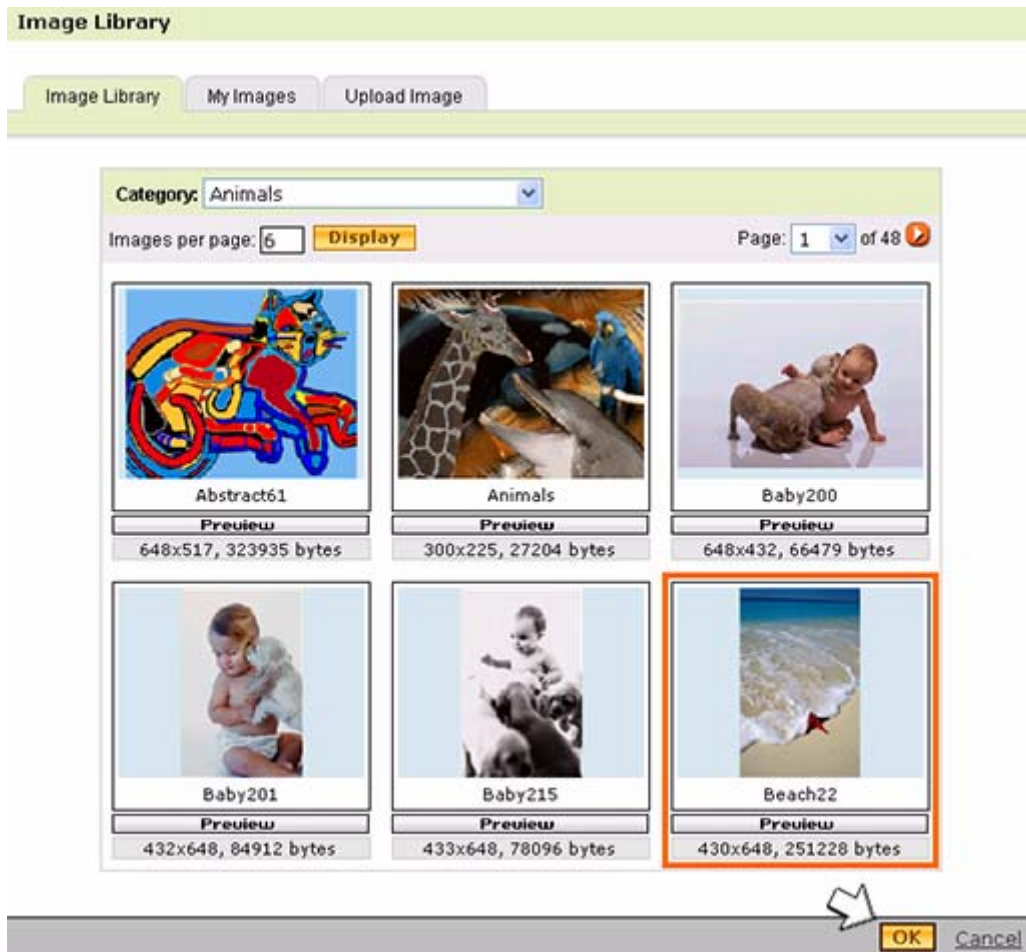 Image Library
Image Library My Images Upload Image
Category: Animals
Images per page: 6 Display Page: 1 of 48
Abstract61 Animals Baby200
Preview Preview Preview
648x517, 323935 bytes 300x225, 27204 bytes 648x432, 66479 bytes
Baby201 Baby215 Beach22
Preview Preview Preview
432x648, 84912 bytes 433x648, 78096 bytes 430x648, 251228 bytes
OK Cancel